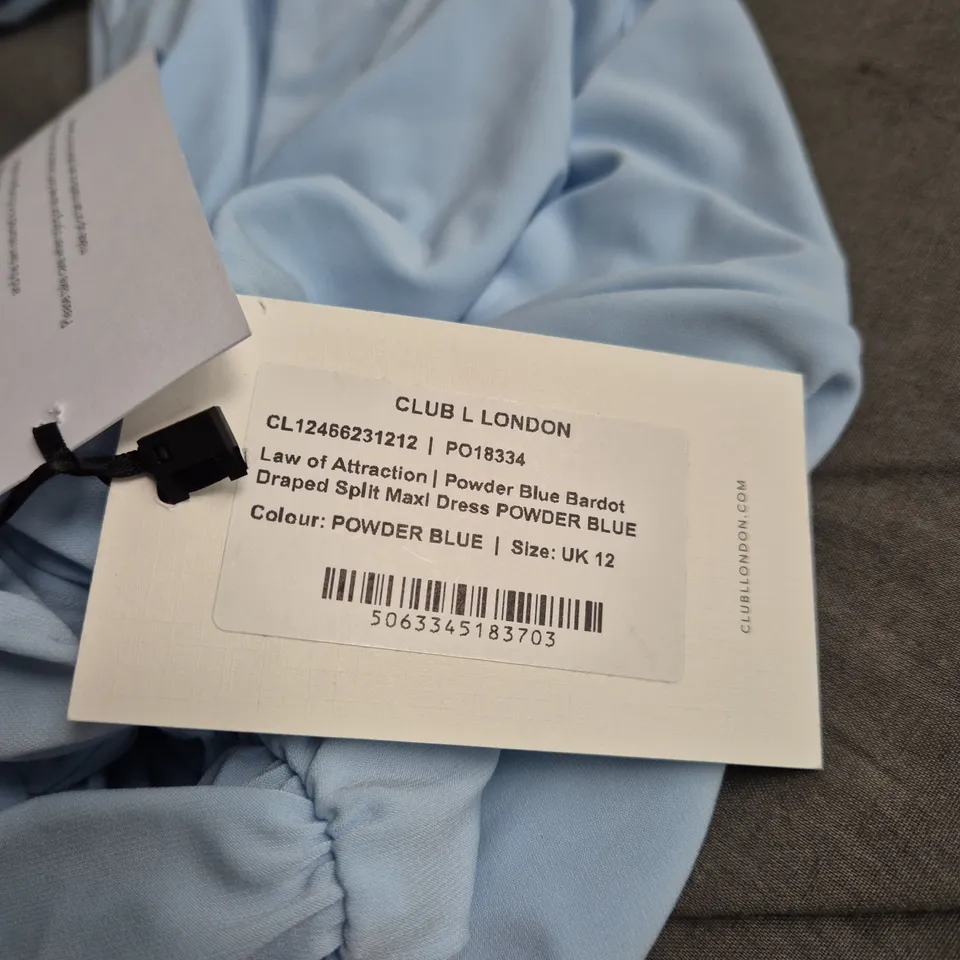 CLUB L LONDON
CL12466231212 | PO18334
Law of Attraction | Powder Blue Bardot
Draped Split Maxi Dress POWDER BLUE
Colour: POWDER BLUE | Size: UK 12
5063345183703
CLUBLLONDON.COM